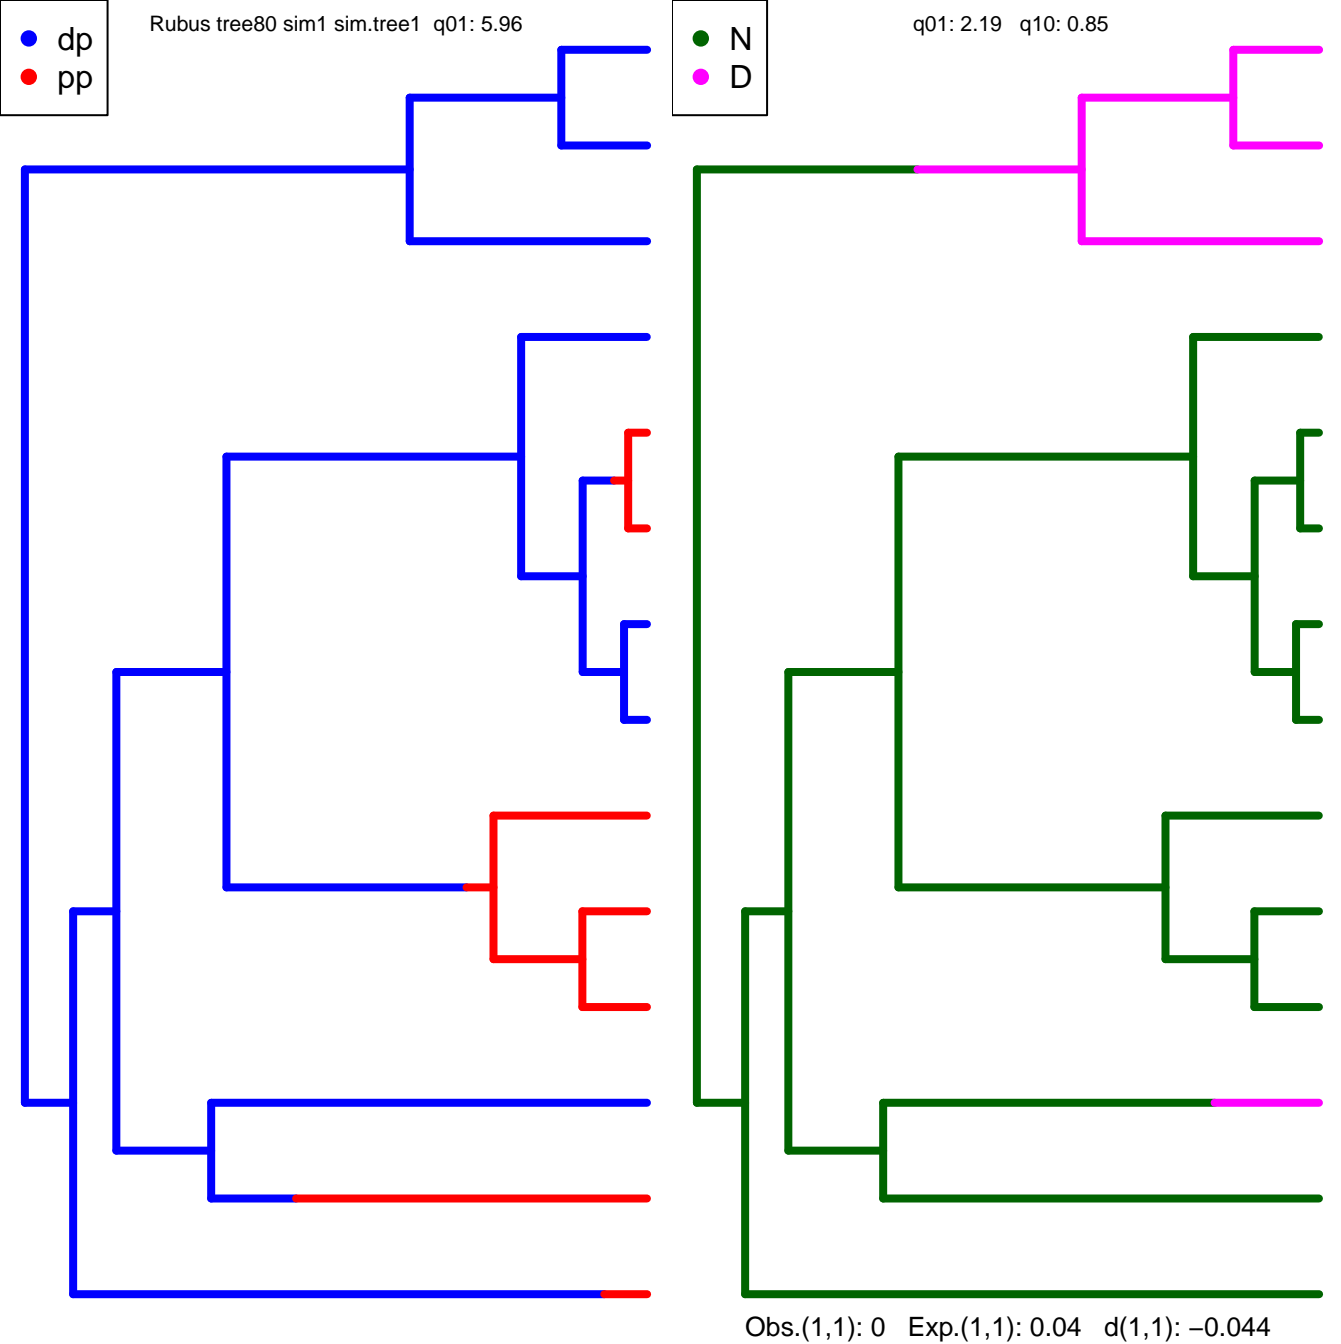 dp
pp
Rubus tree80 sim1 sim.tree1 q01: 5.96
N
D
q01: 2.19 q10: 0.85
Obs.(1,1): 0 Exp.(1,1): 0.04 d(1,1): −0.044